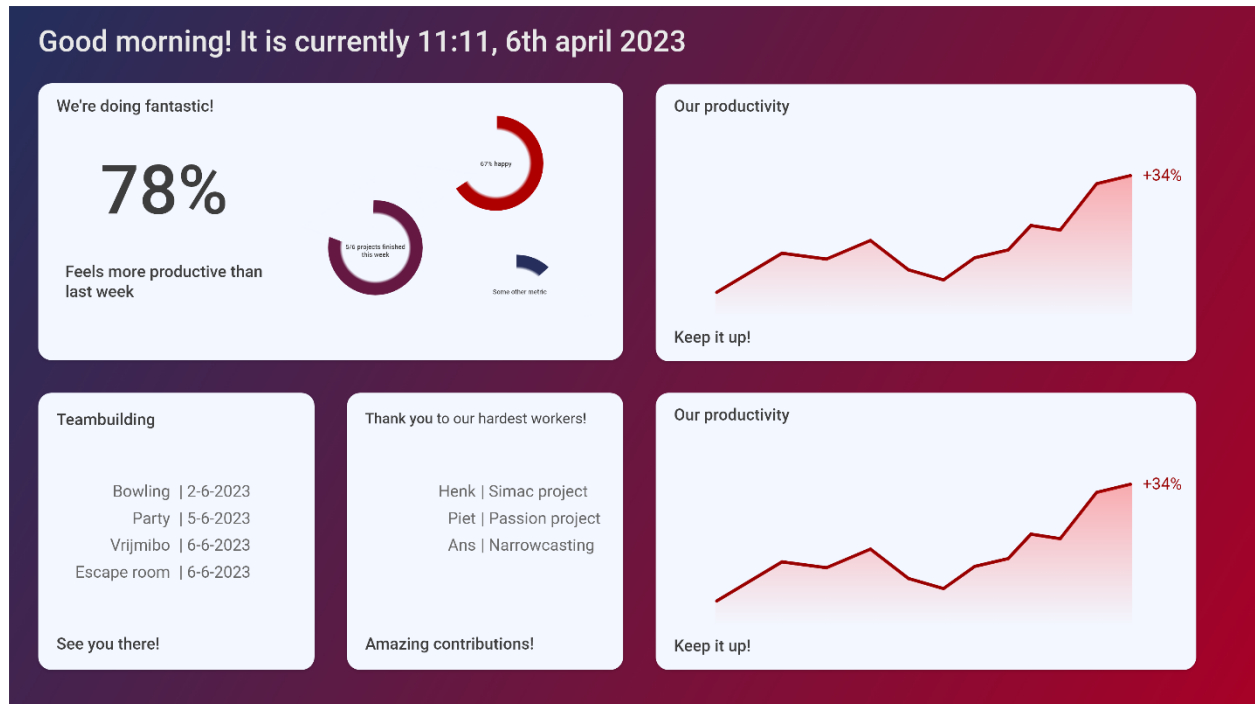 Good morning! It is currently 11:11, 6th april 2023
We're doing fantastic!
78%
Feels more productive than
last week
67% happy
5/6 projects finished
this week
Some other metric
Our productivity
+34%
Keep it up!
Teambuilding
Bowling | 2-6-2023
Party | 5-6-2023
Vrijmibo | 6-6-2023
Escape room | 6-6-2023
See you there!
Thank you to our hardest workers!
Henk | Simac project
Piet | Passion project
Ans | Narrowcasting
Amazing contributions!
Our productivity
+34%
Keep it up!